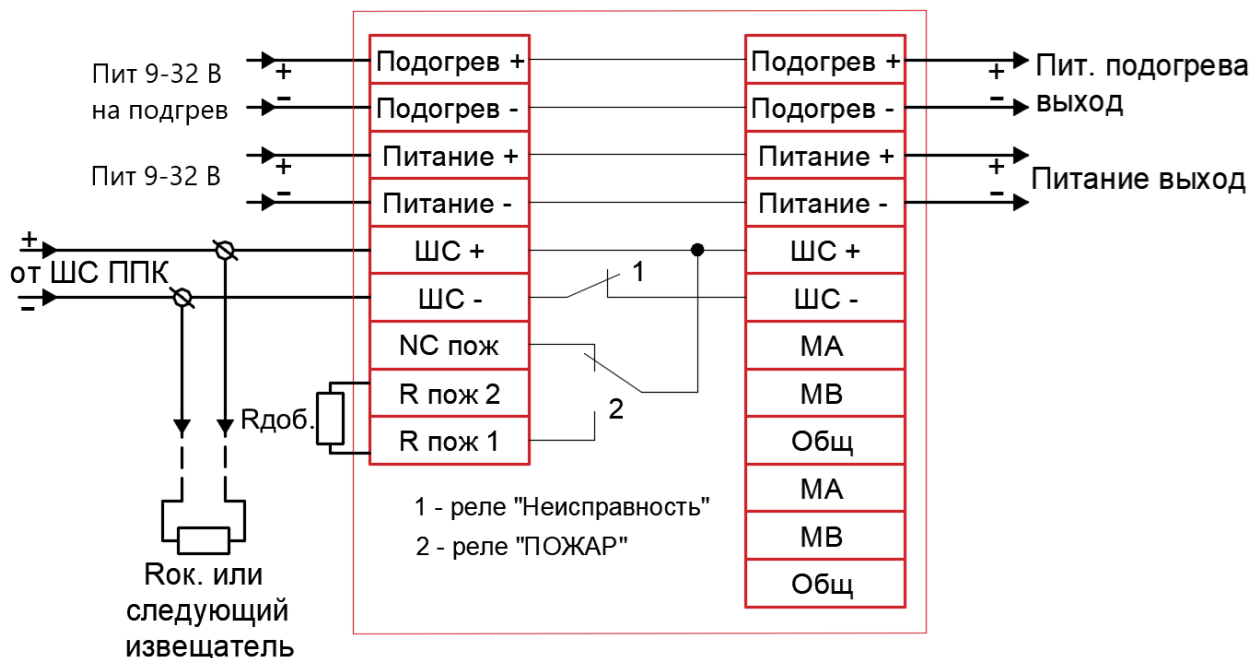 Пит 9-32 В
на подгрев
Пит 9-32 В
+
-
+
-
+
от ШС ППК
-
Rдоб.
Rок. или
следующий
извещатель
Подогрев +
Подогрев -
Питание +
Питание -
ШС +
ШС -
NC пож
R пож 2
R пож 1
1
2
1 - реле "Неисправность"
2 - реле "ПОЖАР"
Подогрев +
Подогрев -
Питание +
Питание -
ШС +
ШС -
МА
МВ
Общ
МА
МВ
Общ
+
-
+
-
Пит. подогрева
выход
Питание выход